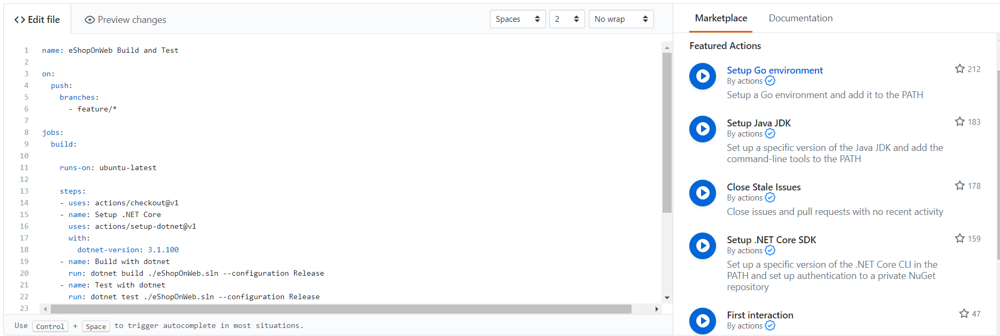 Edit file
Preview changes
Spaces
2
No wrap
1 name: eShopOnWeb Build and Test
2
3 on:
4   push:
5     branches:
6       - feature/*
7
8 jobs:
9   build:
10
11     runs-on: ubuntu-latest
12
13     steps:
14     - uses: actions/checkout@v1
15     - name: Setup .NET Core
16       uses: actions/setup-dotnet@v1
17       with:
18         dotnet-version: 3.1.100
19     - name: Build with dotnet
20       run: dotnet build ./eShopOnWeb.sln --configuration Release
21     - name: Test with dotnet
22       run: dotnet test ./eShopOnWeb.sln --configuration Release
23
Use Control + Space to trigger autocomplete in most situations.
Marketplace
Documentation
Featured Actions
Setup Go environment
212
By actions
Setup a Go environment and add it to the PATH
Setup Java JDK
183
By actions
Set up a specific version of the Java JDK and add the
command-line tools to the PATH
Close Stale Issues
178
By actions
Close issues and pull requests with no recent activity
Setup .NET Core SDK
159
By actions
Set up a specific version of the .NET Core CLI in the
PATH and set up authentication to a private NuGet
repository
First interaction
47
By actions